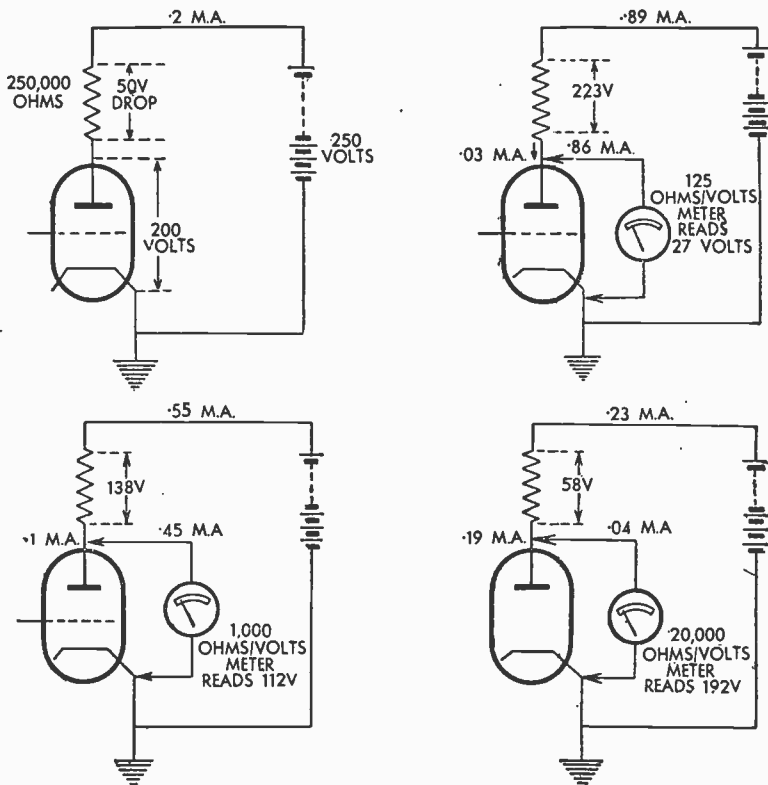 ·2 M.A.
250,000
OHMS
50V
DROP
250
VOLTS
200
VOLTS
·89 M.A.
223V
·03 M.A.
·86 M.A.
125
OHMS/VOLTS
METER
READS
27 VOLTS
·55 M.A.
138V
·1 M.A.
·45 M.A
1,000
OHMS/VOLTS
METER
READS 112V
·23 M.A.
58V
·19 M.A.
·04 M.A
20,000
OHMS/VOLTS
METER
READS 192V